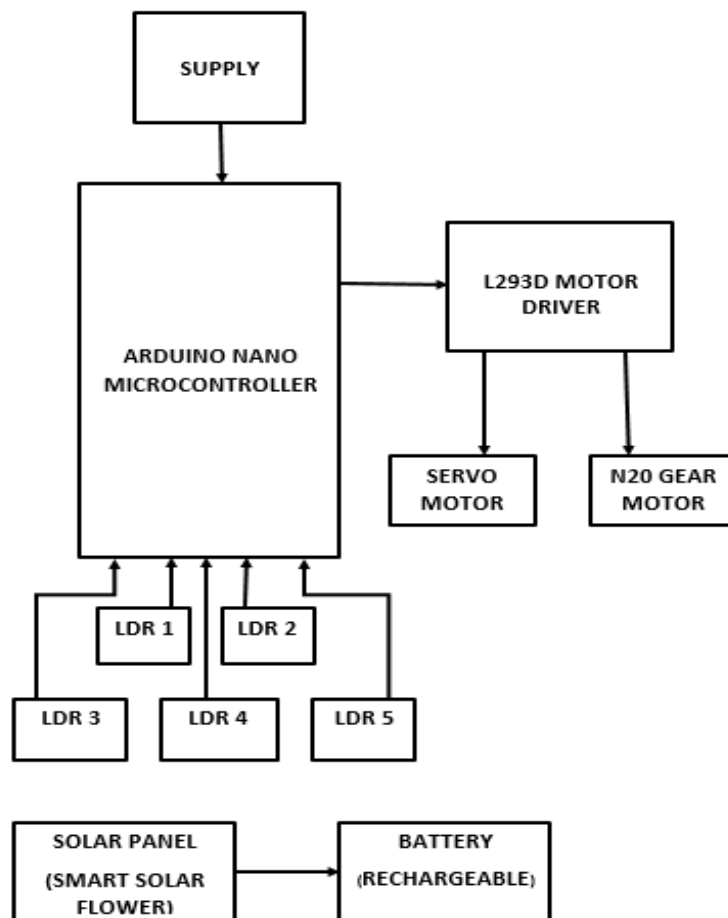 SUPPLY
L293D MOTOR
DRIVER
ARDUINO NANO
MICROCONTROLLER
SERVO
MOTOR
N20 GEAR
MOTOR
LDR 1
LDR 2
LDR 3
LDR 4
LDR 5
SOLAR PANEL
(SMART SOLAR
FLOWER)
BATTERY
(RECHARGEABLE)